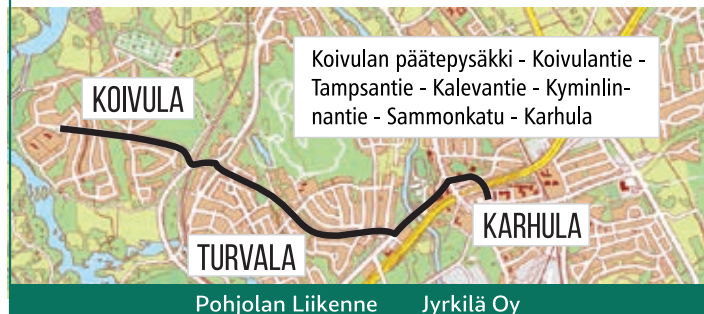 KOIVULA
Koivulan päätepysäkki - Koivulantie -
Tampsantie - Kalevantie - Kyminlin-
nantie - Sammonkatu - Karhula
TURVALA
KARHULA
Pohjolan Liikenne Jyrkilä Oy